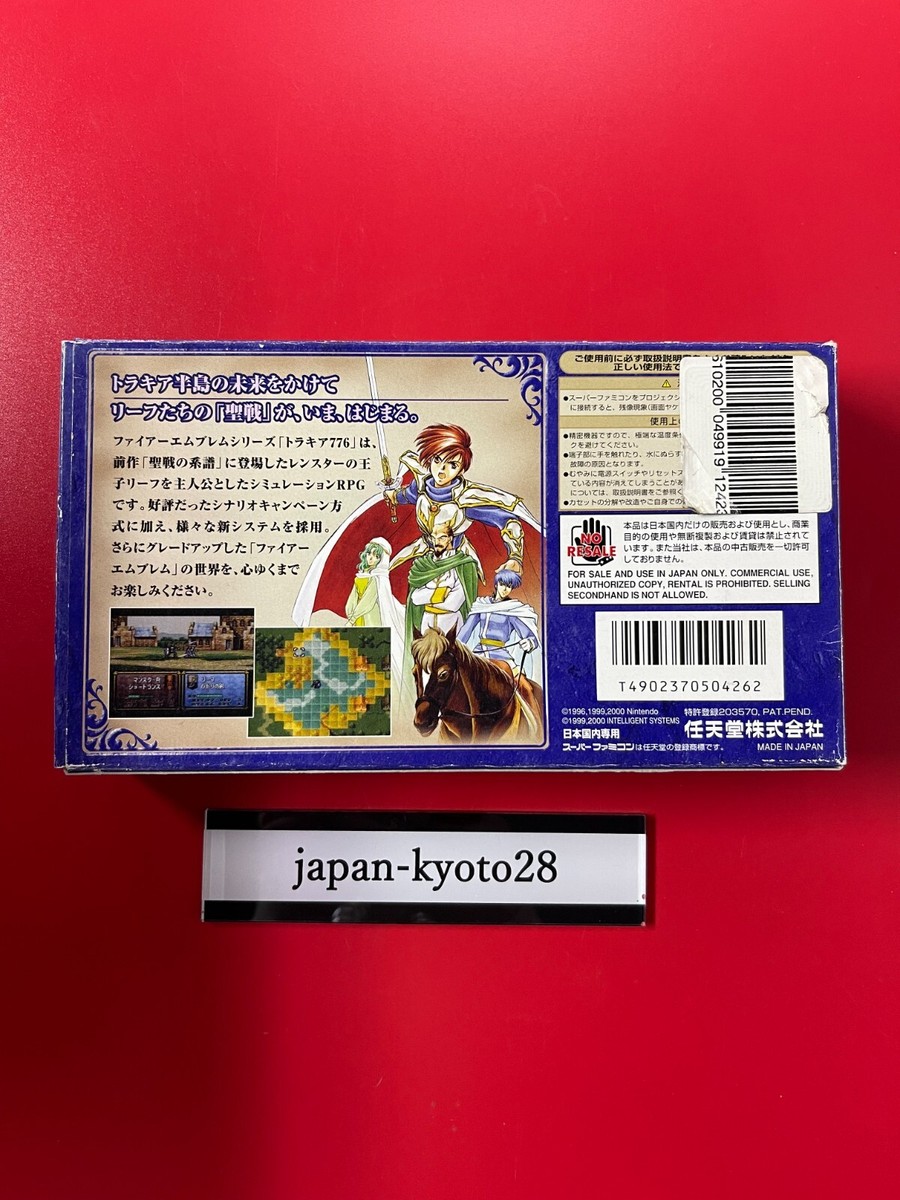 トラキア半島の未来をかけて
リーフたちの『聖戦』が、いま、はじまる。
ファイアーエムブレムシリーズ「トラキア776」は、
前作「聖戦の系譜」に登場したレンスターの王
子リーフを主人公としたシミュレーションRPG
です。好評だったシナリオキャンペーン方
式に加え、様々な新システムを採用。
さらにグレードアップした「ファイアー
エムブレム」の世界を、心ゆくまで
お楽しみください。
ご使用前に必ず取扱説明
正しい使用法で
●スーパーファミコンをプロジェクシ
に接続すると、残像現象(画面ヤケ
使用上
●精密機器ですので、極端な温度条
クを避けてください。
●端子部に手を触れたり、水にぬらす
故障の原因となります。
●むやみに電源スイッチやリセットス
ている内容が消えてしまうことがあ
については、取扱説明書をご参照く
●カセットの分解や改造やご自身での
510200 049919 12423
NO
RESALE
本品は日本国内だけの販売および使用とし、商業
目的の使用や無断複製および賃貸は禁止されて
います。また当社は、本品の中古販売を一切許可
しておりません。
FOR SALE AND USE IN JAPAN ONLY. COMMERCIAL USE,
UNAUTHORIZED COPY, RENTAL IS PROHIBITED. SELLING
SECONDHAND IS NOT ALLOWED.
T4902370504262
©1996,1999,2000 Nintendo
©1999,2000 INTELLIGENT SYSTEMS
日本国内専用
特許登録203570, PAT.PEND.
任天堂株式会社
スーパーファミコンは任天堂の登録商標です。
MADE IN JAPAN
japan-kyoto28